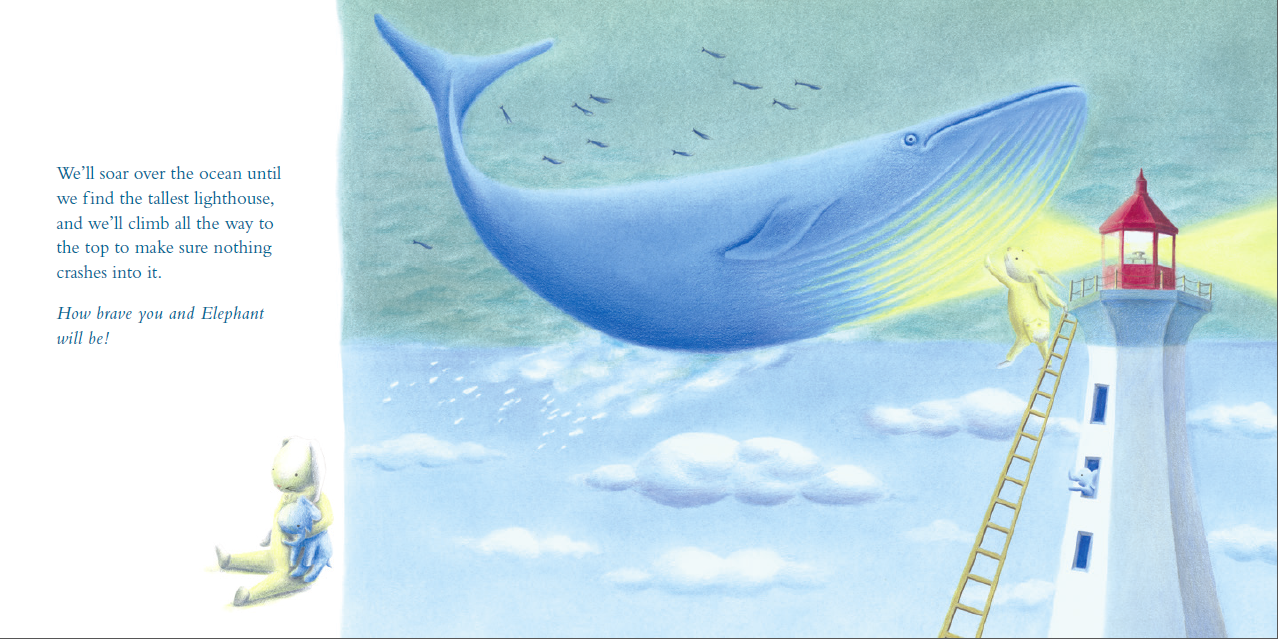 We’ll soar over the ocean until
we find the tallest lighthouse,
and we’ll climb all the way to
the top to make sure nothing
crashes into it.
How brave you and Elephant
will be!